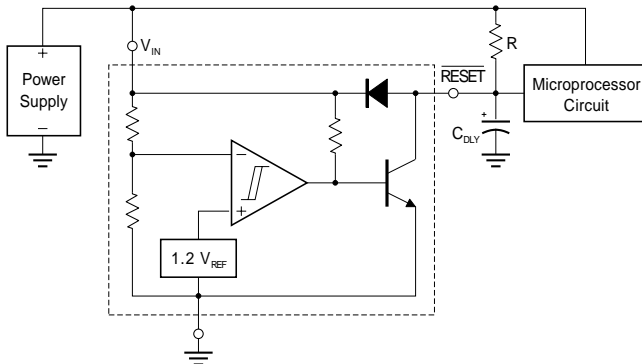 +
V_IN
R
Power
Supply
−
RESET
Microprocessor
Circuit
+
C_DLY
−
+
1.2 V_REF